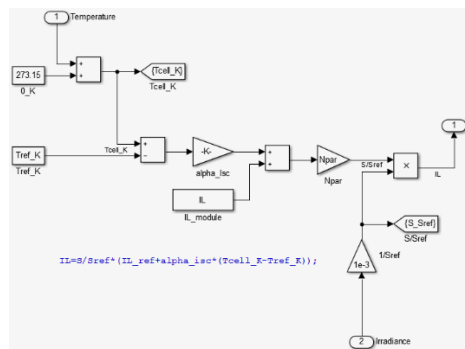 1
Temperature
273.15
0_K
{Tcell_K}
Tcell_K
Tref_K
Tref_K
Tcell_K
-K-
alpha_Isc
IL
IL_module
Npar
Npar
S/Sref
×
1
IL
{S_Sref}
S/Sref
1e-3
1/Sref
2
Irradiance
IL=S/Sref*(IL_ref+alpha_isc*(Tcell_K-Tref_K));